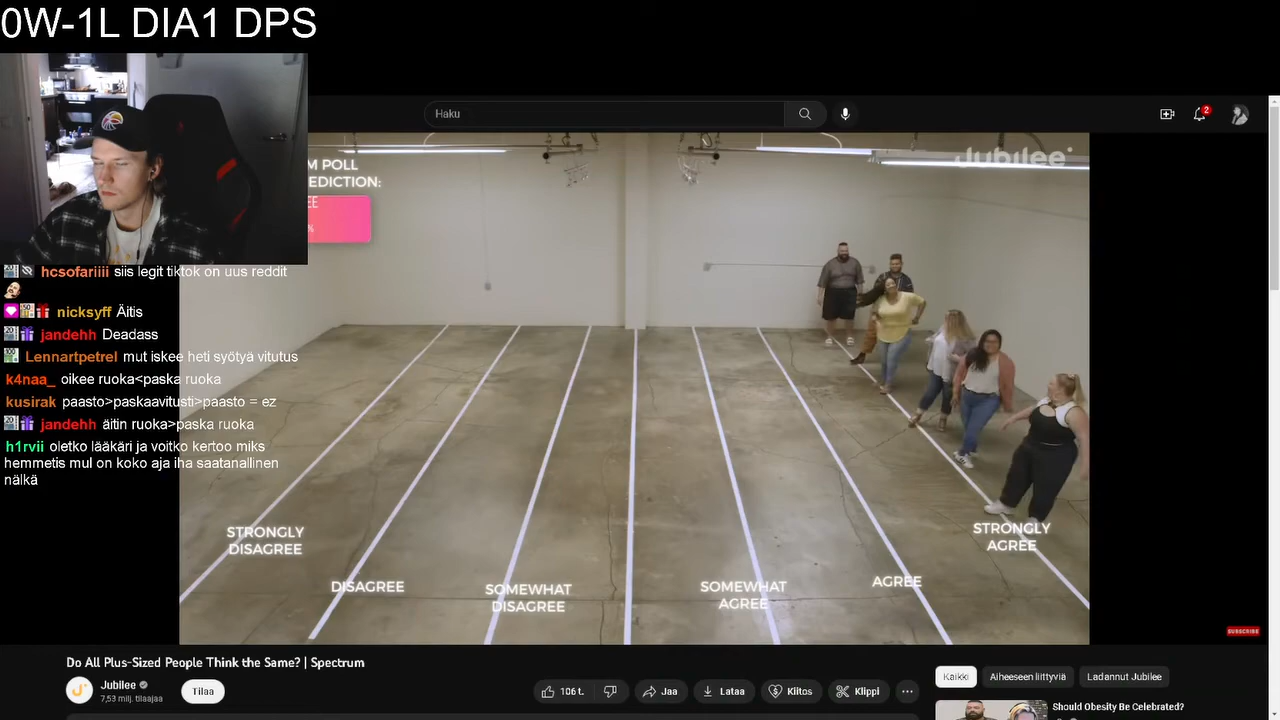 0W-1L DIA1 DPS
Haku
2
Jubilee
M POLL
EDICTION:
EE
%
hcsofariiii siis legit tiktok on uus reddit
nicksyff Äitis
jandehh Deadass
Lennartpetrel mut iskee heti syötyä vitutus
k4naa_ oikee ruoka<paska ruoka
kusirak paasto>paskaavitusti>paasto = ez
jandehh äitin ruoka>paska ruoka
h1rvii oletko lääkäri ja voitko kertoo miks
hemmetis mul on koko aja iha saatanallinen
nälkä
STRONGLY
DISAGREE
DISAGREE
SOMEWHAT
DISAGREE
SOMEWHAT
AGREE
AGREE
STRONGLY
AGREE
SUBSCRIBE
Do All Plus-Sized People Think the Same? | Spectrum
Jubilee
7,53 milj. tilaajaa
Tilaa
106 t.
Jaa
Lataa
Kiitos
Klippi
Kaikki
Aiheeseen liittyviä
Ladannut Jubilee
Should Obesity Be Celebrated?